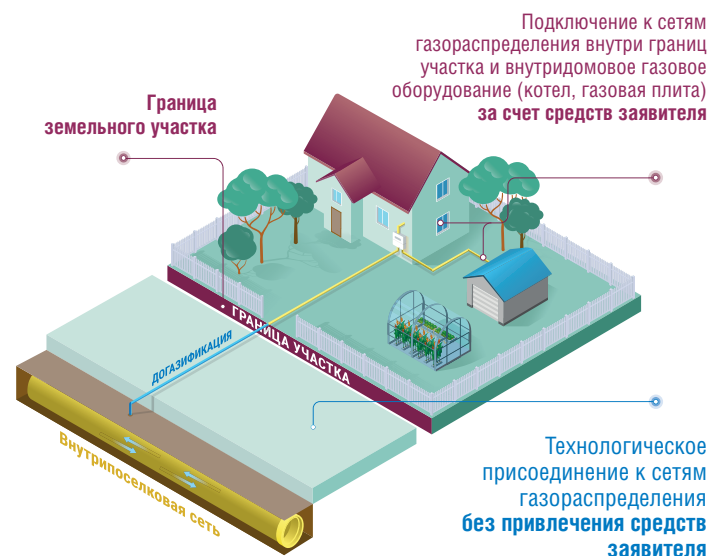 Подключение к сетям
газораспределения внутри границ
участка и внутридомовое газовое
оборудование (котел, газовая плита)
за счет средств заявителя
Граница
земельного участка
ГРАНИЦА УЧАСТКА
ДОГАЗИФИКАЦИЯ
Внутрипоселковая сеть
Технологическое
присоединение к сетям
газораспределения
без привлечения средств
заявителя